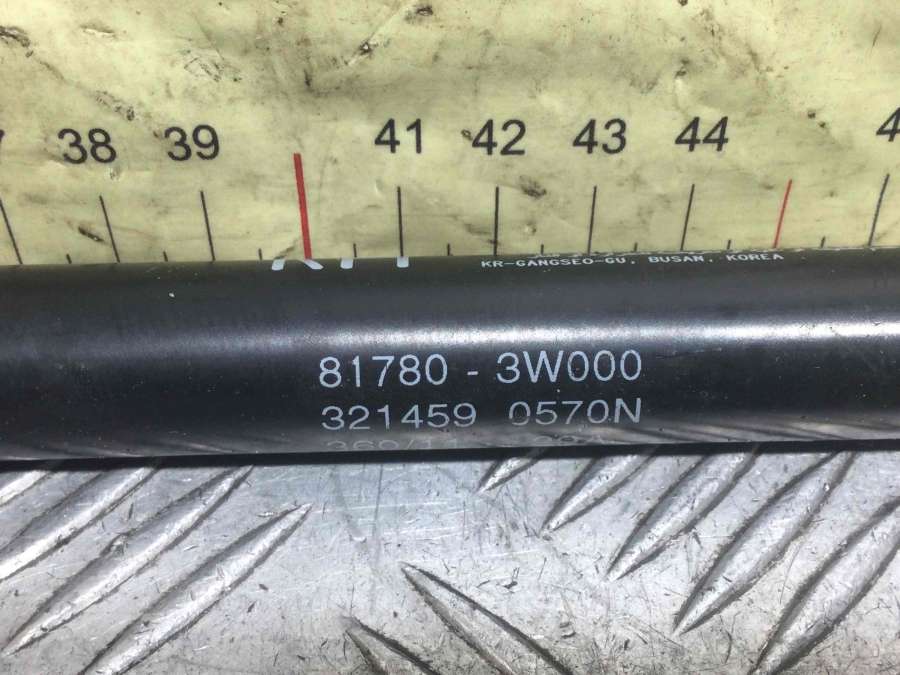 38 39 41 42 43 44
KR-GANGSEO-GU, BUSAN, KOREA
81780 - 3W000
321459 0570N